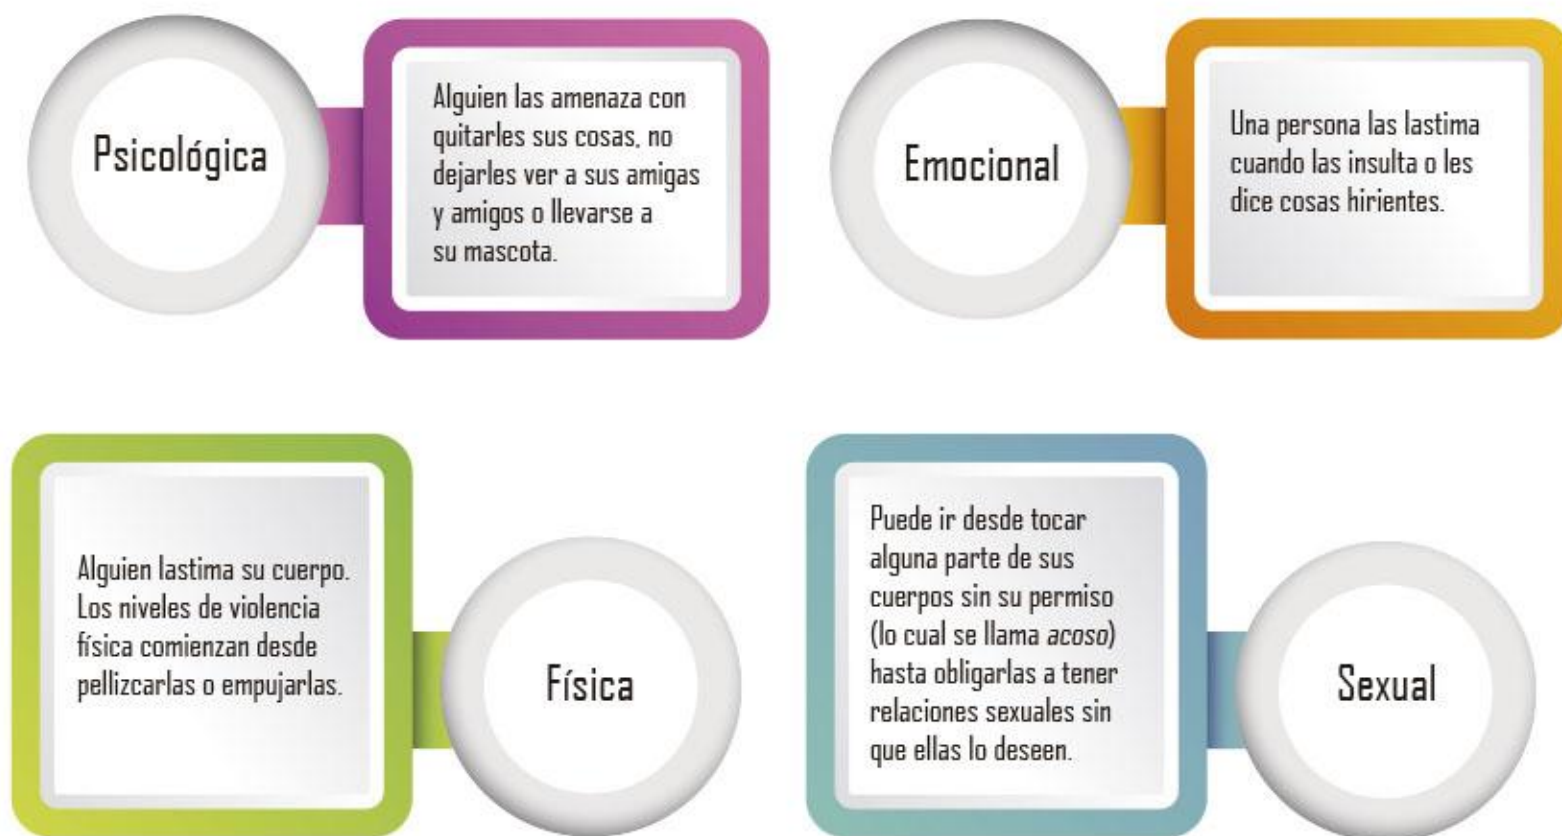 Psicológica
Alguien las amenaza con
quitarles sus cosas, no
dejarles ver a sus amigas
y amigos o llevarse a
su mascota.
Emocional
Una persona las lastima
cuando las insulta o les
dice cosas hirientes.
Alguien lastima su cuerpo.
Los niveles de violencia
física comienzan desde
pellizcarlas o empujarlas.
Física
Puede ir desde tocar
alguna parte de sus
cuerpos sin su permiso
(lo cual se llama acoso)
hasta obligarlas a tener
relaciones sexuales sin
que ellas lo deseen.
Sexual